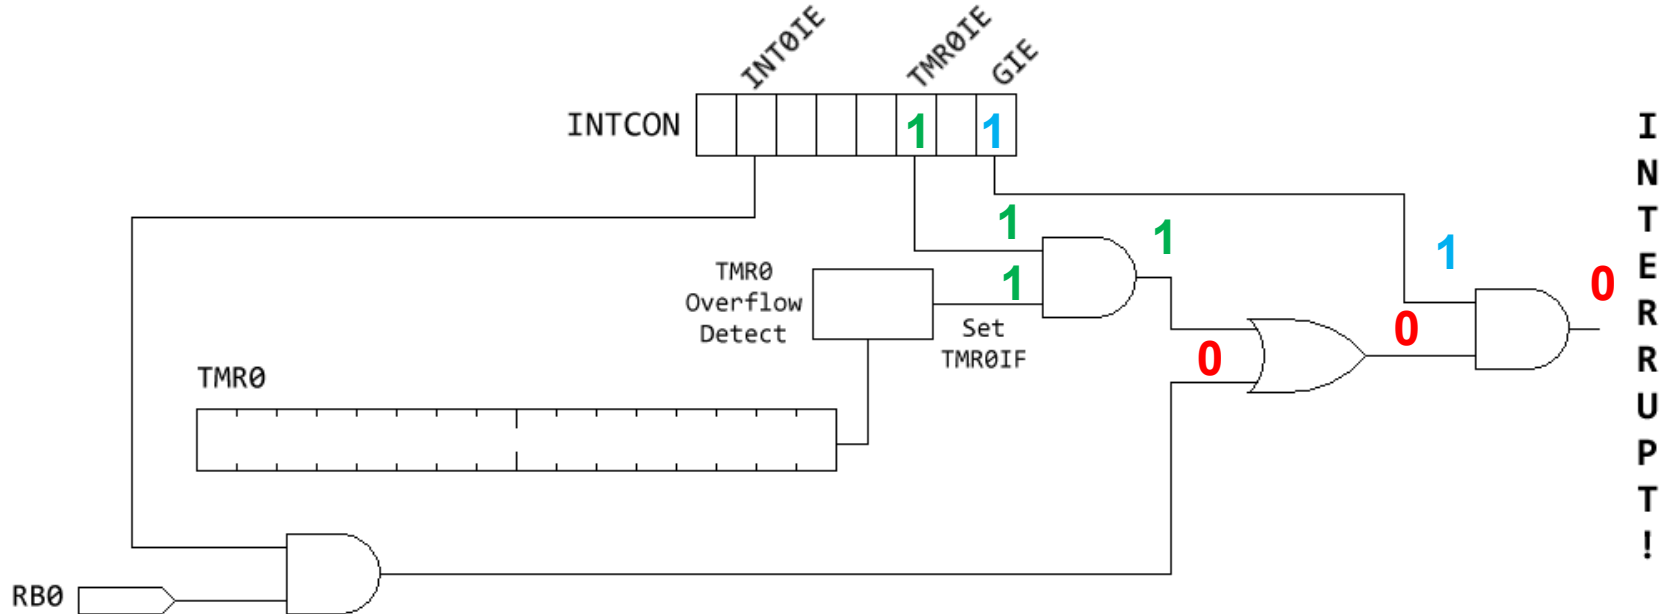 INT0IE
TMR0IE
GIE
INTCON
1
1
1
1
1
1
0
TMR0
Overflow
Detect
Set
TMR0IF
0
0
TMR0
RB0
I
N
T
E
R
R
U
P
T
!